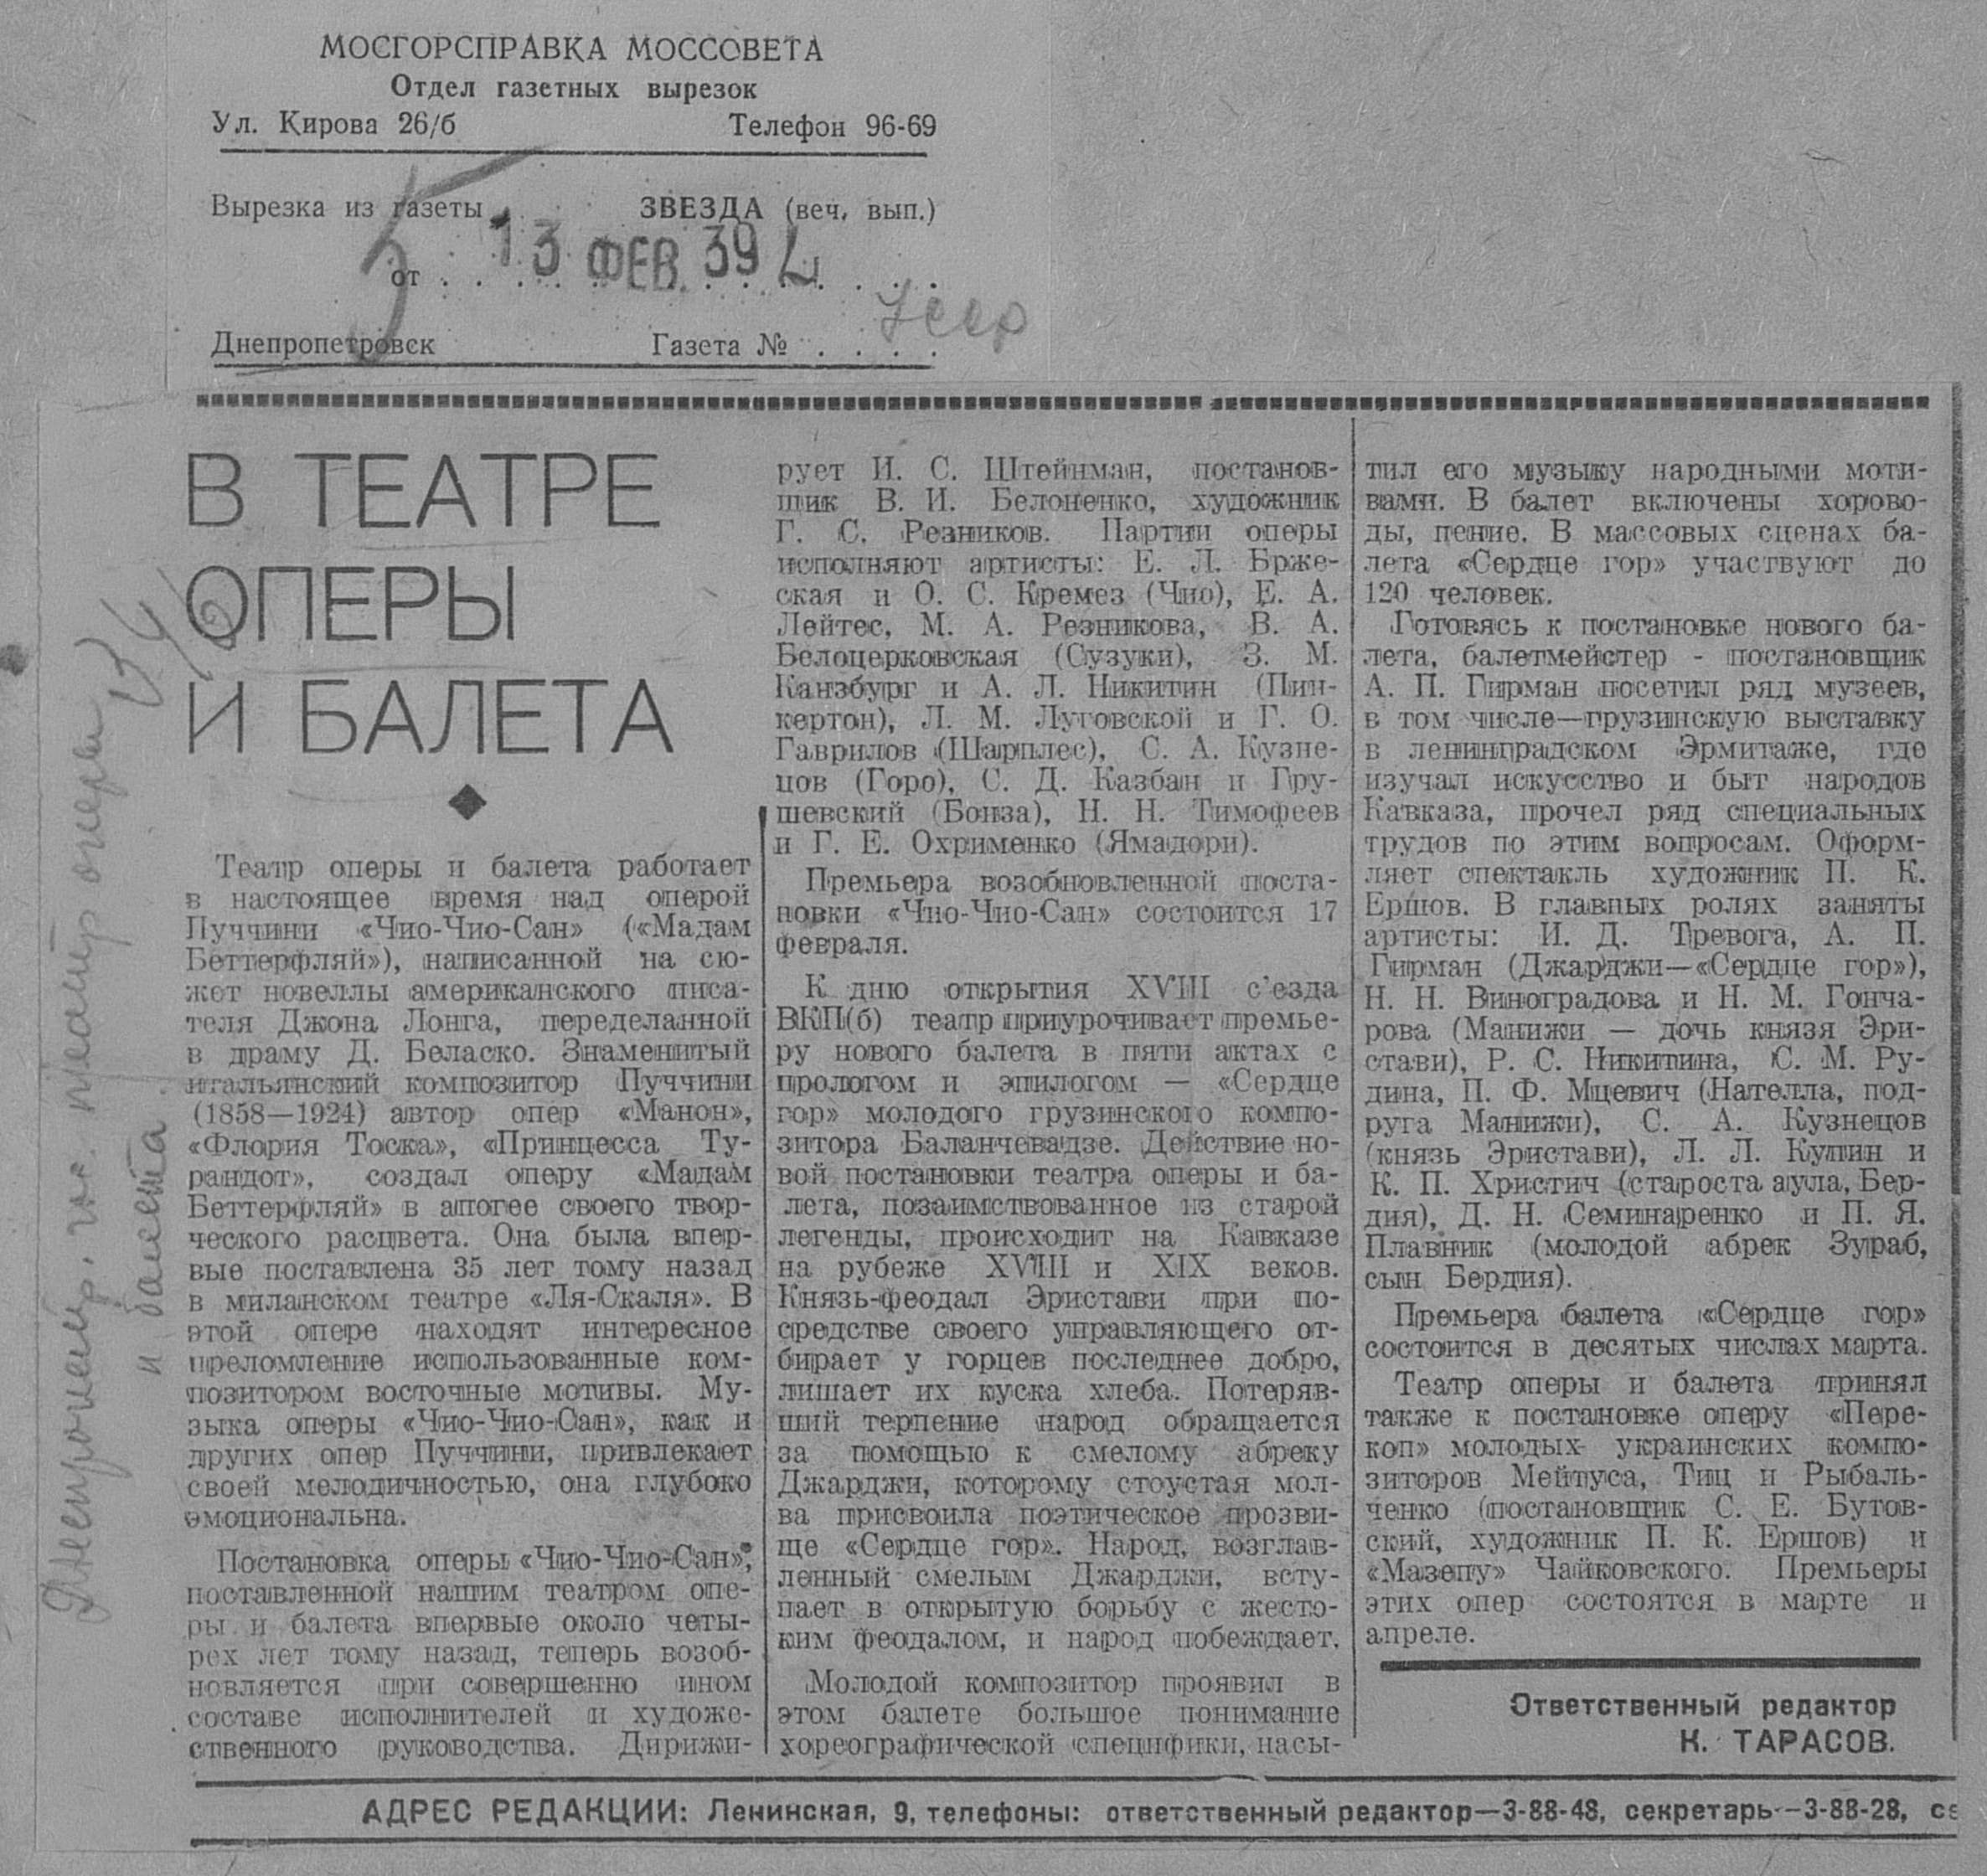 МОСГОРСПРАВКА МОССОВЕТА
Отдел газетных вырезок
Ул. Кирова 26/б Телефон 96-69
Вырезка из газеты ЗВЕЗДА (веч. вып.)
от 13 ФЕВ. 39
Днепропетровск Газета №
Днепропетр. гос. театр оперы
и балета
В ТЕАТРЕ
ОПЕРЫ
И БАЛЕТА
Театр оперы и балета работает
в настоящее время над оперой
Пуччини «Чио-Чио-Сан» («Мадам
Беттерфляй»), написанной на сю-
жет новеллы американского писа-
теля Джона Лонга, переделанной
в драму Д. Беласко. Знаменитый
итальянский композитор Пуччини
(1858—1924) автор опер «Манон»,
«Флория Тоска», «Принцесса Ту-
рандот», создал оперу «Мадам
Беттерфляй» в апогее своего твор-
ческого расцвета. Она была впер-
вые поставлена 35 лет тому назад
в миланском театре «Ля-Скаля». В
этой опере находят интересное
преломление использованные ком-
позитором восточные мотивы. Му-
зыка оперы «Чио-Чио-Сан», как и
других опер Пуччини, привлекает
своей мелодичностью, она глубоко
эмоциональна.
Постановка оперы «Чио-Чио-Сан»,
поставленной нашим театром опе-
ры и балета впервые около четы-
рех лет тому назад, теперь возоб-
новляется при совершенно ином
составе исполнителей и художе-
ственного руководства. Дирижи-
рует И. С. Штейнман, постанов-
щик В. И. Белоненко, художник
Г. С. Резников. Партии оперы
исполняют артисты: Е. Л. Брже-
ская и О. С. Кремез (Чио), Е. А.
Лейтес, М. А. Резникова, В. А.
Белоцерковская (Сузуки), З. М.
Канзбург и А. Л. Никитин (Пин-
кертон), Л. М. Луговской и Г. О.
Гаврилов (Шарплес), С. А. Кузне-
цов (Горо), С. Д. Казбан и Гру-
шевский (Бонза), Н. Н. Тимофеев
и Г. Е. Охрименко (Ямадори).
Премьера возобновленной поста-
новки «Чио-Чио-Сан» состоится 17
февраля.
К дню открытия XVIII с'езда
ВКП(б) театр приурочивает премье-
ру нового балета в пяти актах с
прологом и эпилогом — «Сердце
гор» молодого грузинского компо-
зитора Баланчевадзе. Действие но-
вой постановки театра оперы и ба-
лета, позаимствованное из старой
легенды, происходит на Кавказе
на рубеже XVIII и XIX веков.
Князь-феодал Эристави при по-
средстве своего управляющего от-
бирает у горцев последнее добро,
лишает их куска хлеба. Потеряв-
ший терпение народ обращается
за помощью к смелому абреку
Джарджи, которому стоустая мол-
ва присвоила поэтическое прозви-
ще «Сердце гор». Народ, возглав-
ленный смелым Джарджи, всту-
пает в открытую борьбу с жесто-
ким феодалом, и народ побеждает.
Молодой композитор проявил в
этом балете большое понимание
хореографической специфики, насы-
тил его музыку народными моти-
вами. В балет включены хорово-
ды, пение. В массовых сценах ба-
лета «Сердце гор» участвуют до
120 человек.
Готовясь к постановке нового ба-
лета, балетмейстер - постановщик
А. П. Гирман посетил ряд музеев,
в том числе—грузинскую выставку
в ленинградском Эрмитаже, где
изучал искусство и быт народов
Кавказа, прочел ряд специальных
трудов по этим вопросам. Оформ-
ляет спектакль художник П. К.
Ершов. В главных ролях заняты
артисты: И. Д. Тревога, А. П.
Гирман (Джарджи—«Сердце гор»),
Н. Н. Виноградова и Н. М. Гонча-
рова (Манижи — дочь князя Эри-
стави), Р. С. Никитина, С. М. Ру-
дина, П. Ф. Мцевич (Нателла, под-
руга Манижи), С. А. Кузнецов
(князь Эристави), Л. Л. Купин и
К. П. Христич (староста аула, Бер-
дия), Д. Н. Семинаренко и П. Я.
Плавник (молодой абрек Зураб,
сын Бердия).
Премьера балета «Сердце гор»
состоится в десятых числах марта.
Театр оперы и балета принял
также к постановке оперу «Пере-
коп» молодых украинских компо-
зиторов Мейтуса, Тиц и Рыбаль-
ченко (постановщик С. Е. Бутов-
ский, художник П. К. Ершов) и
«Мазепу» Чайковского. Премьеры
этих опер состоятся в марте и
апреле.
Ответственный редактор
К. ТАРАСОВ.
АДРЕС РЕДАКЦИИ: Ленинская, 9, телефоны: ответственный редактор—3-88-48, секретарь—3-88-28,